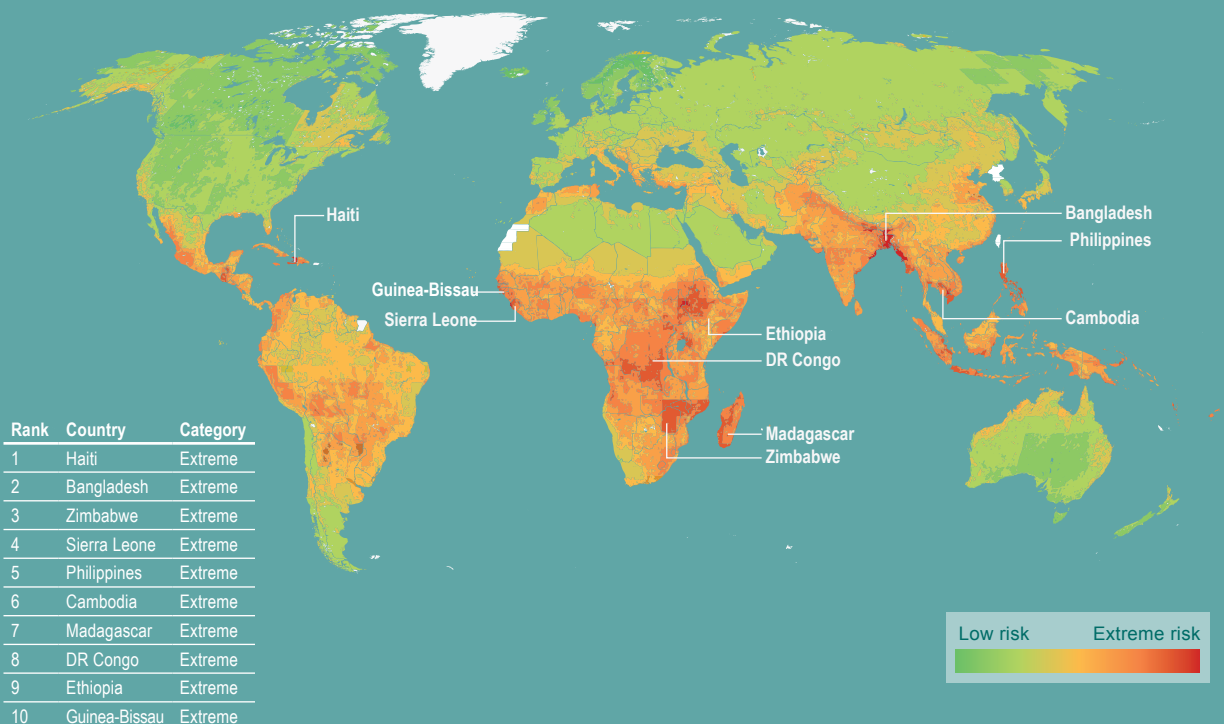 Haiti
Bangladesh
Philippines
Guinea-Bissau
Sierra Leone
Cambodia
Ethiopia
DR Congo
Madagascar
Zimbabwe
Rank Country Category
1 Haiti Extreme
2 Bangladesh Extreme
3 Zimbabwe Extreme
4 Sierra Leone Extreme
5 Philippines Extreme
6 Cambodia Extreme
7 Madagascar Extreme
8 DR Congo Extreme
9 Ethiopia Extreme
10 Guinea-Bissau Extreme
Low risk Extreme risk